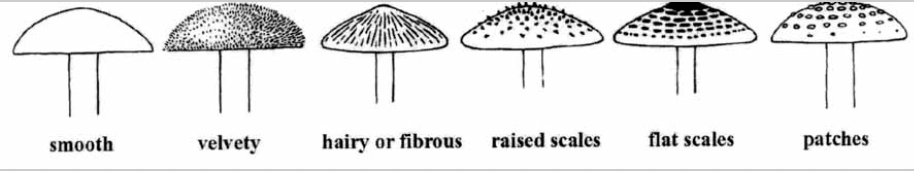 smooth velvety hairy or fibrous raised scales flat scales patches